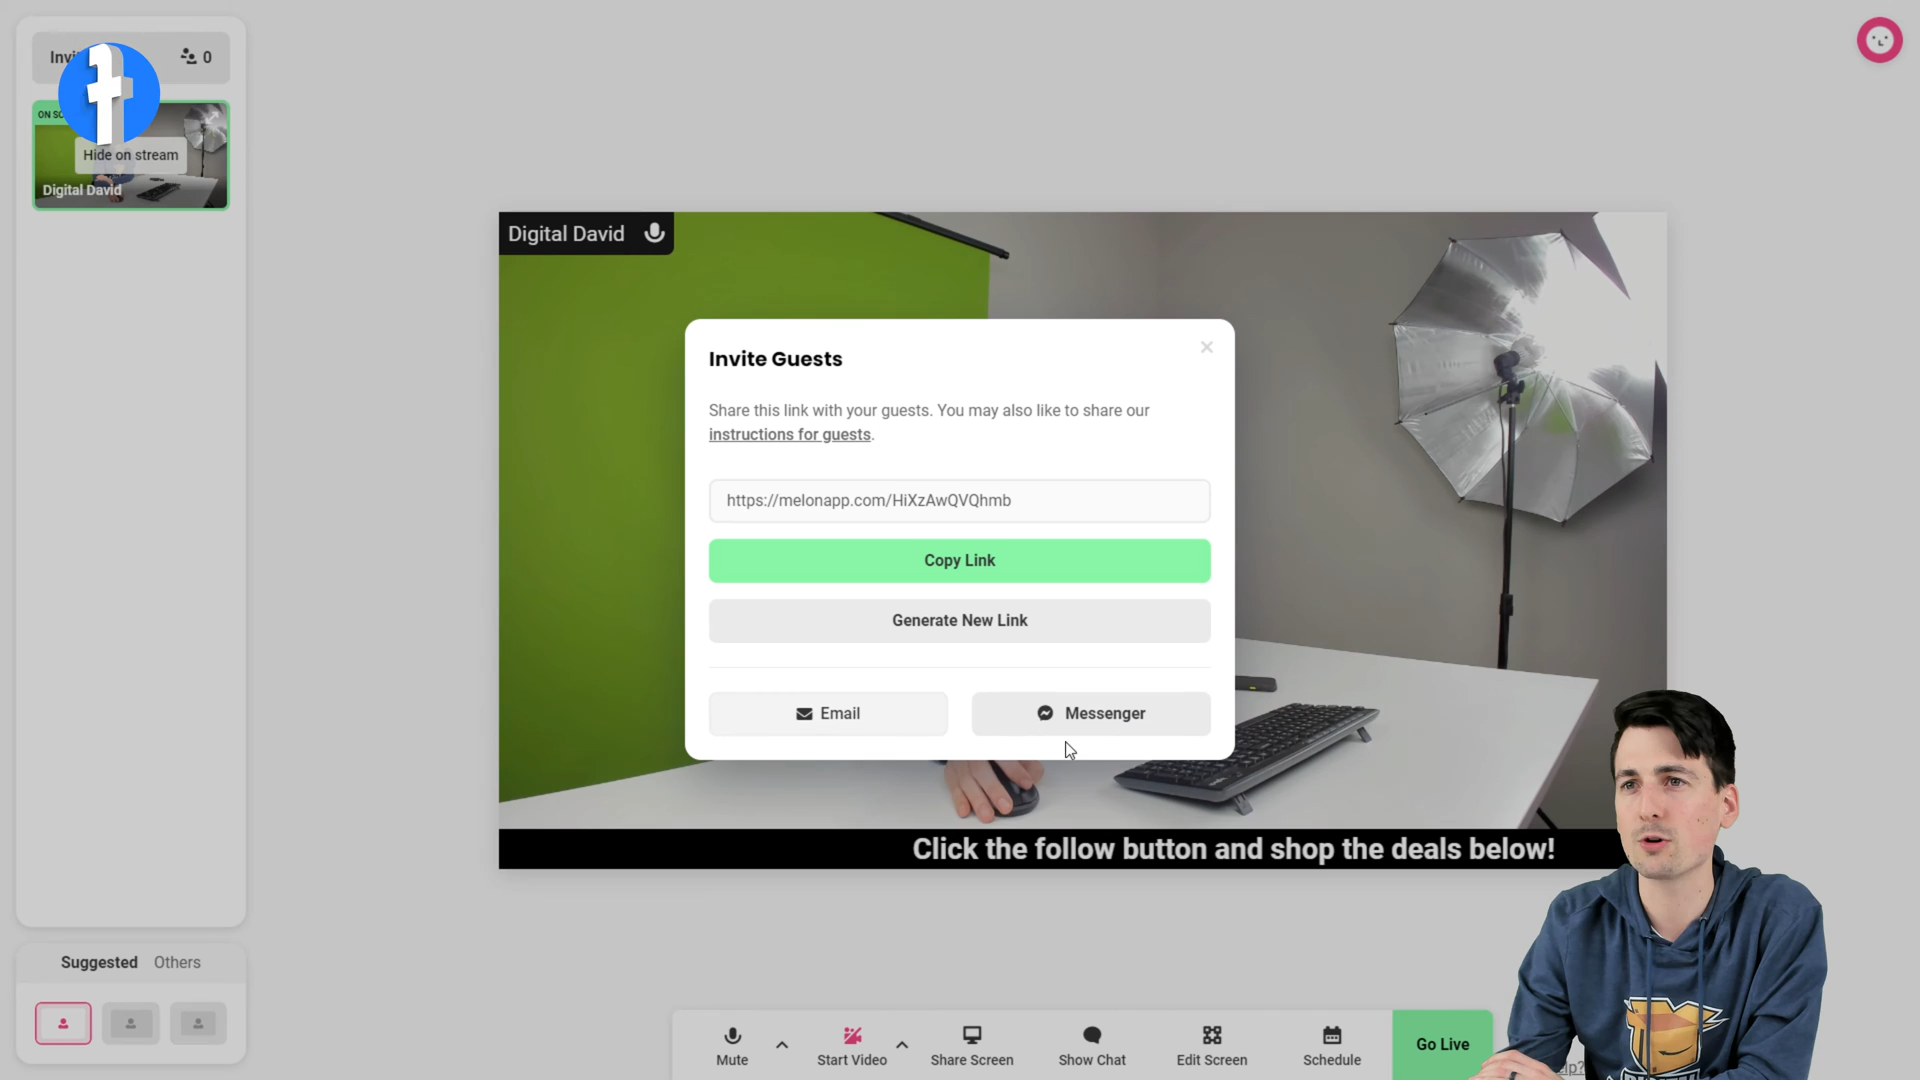 0
ON SC
Hide on stream
Digital David
Digital David
Invite Guests
Share this link with your guests. You may also like to share our
instructions for guests.
https://melonapp.com/HiXzAwQVQhmb
Copy Link
Generate New Link
Email
Messenger
Click the follow button and shop the deals below!
Suggested Others
Mute
Start Video
Share Screen
Show Chat
Edit Screen
Schedule
Go Live